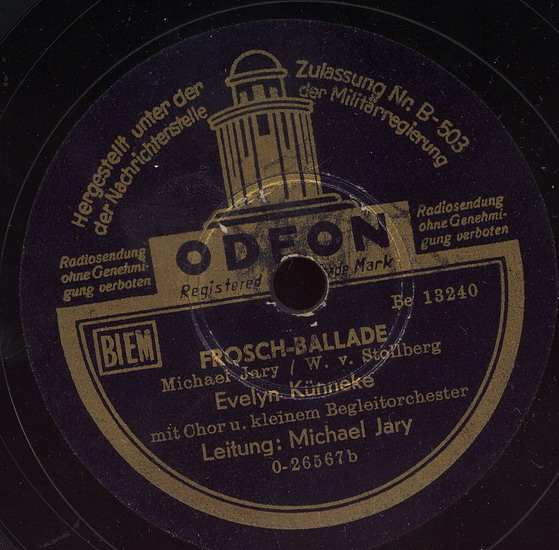 Hergestellt unter der
der Nachrichtenstelle
Zulassung Nr. B-503
der Militärregierung
Radiosendung
ohne Genehmi-
gung verboten
Radiosendung
ohne Genehmi-
gung verboten
ODEON
Registered Mark
Be 13240
BIEM
FROSCH-BALLADE
Michael Jary / W. v. Stollberg
Evelyn Künneke
mit Chor u. kleinem Begleitorchester
Leitung: Michael Jary
0-26567b